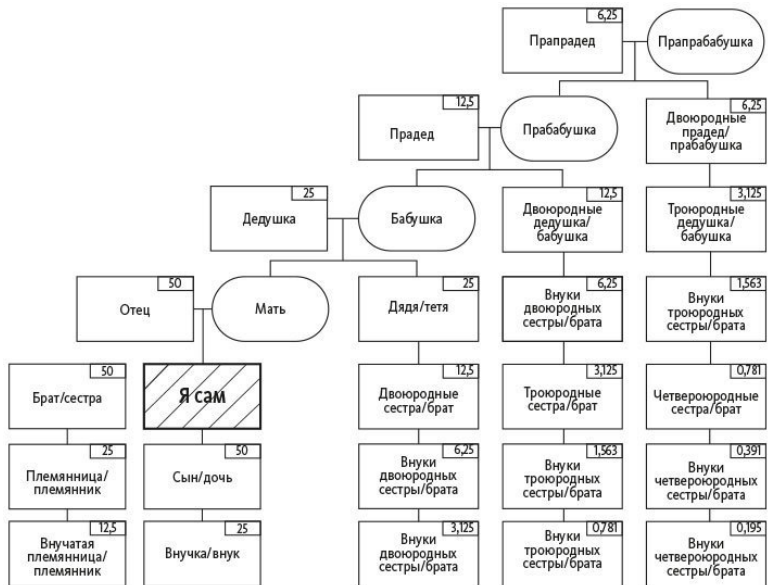 6,25
Прапрадед
Прапрабабушка
12,5
Прадед
Прабабушка
6,25
Двоюродные
прадед/
прабабушка
25
Дедушка
Бабушка
12,5
Двоюродные
дедушка/
бабушка
3,125
Троюродные
дедушка/
бабушка
50
Отец
Мать
25
Дядя/тетя
6,25
Внуки
двоюродных
сестры/брата
1,563
Внуки
троюродных
сестры/брата
50
Брат/сестра
Я сам
12,5
Двоюродные
сестра/брат
3,125
Троюродные
сестра/брат
0,781
Четвероюродные
сестра/брат
25
Племянница/
племянник
50
Сын/дочь
6,25
Внуки
двоюродных
сестры/брата
1,563
Внуки
троюродных
сестры/брата
0,391
Внуки
четвероюродных
сестры/брата
12,5
Внучатая
племянница/
племянник
25
Внучка/внук
3,125
Внуки
двоюродных
сестры/брата
0,781
Внуки
троюродных
сестры/брата
0,195
Внуки
четвероюродных
сестры/брата